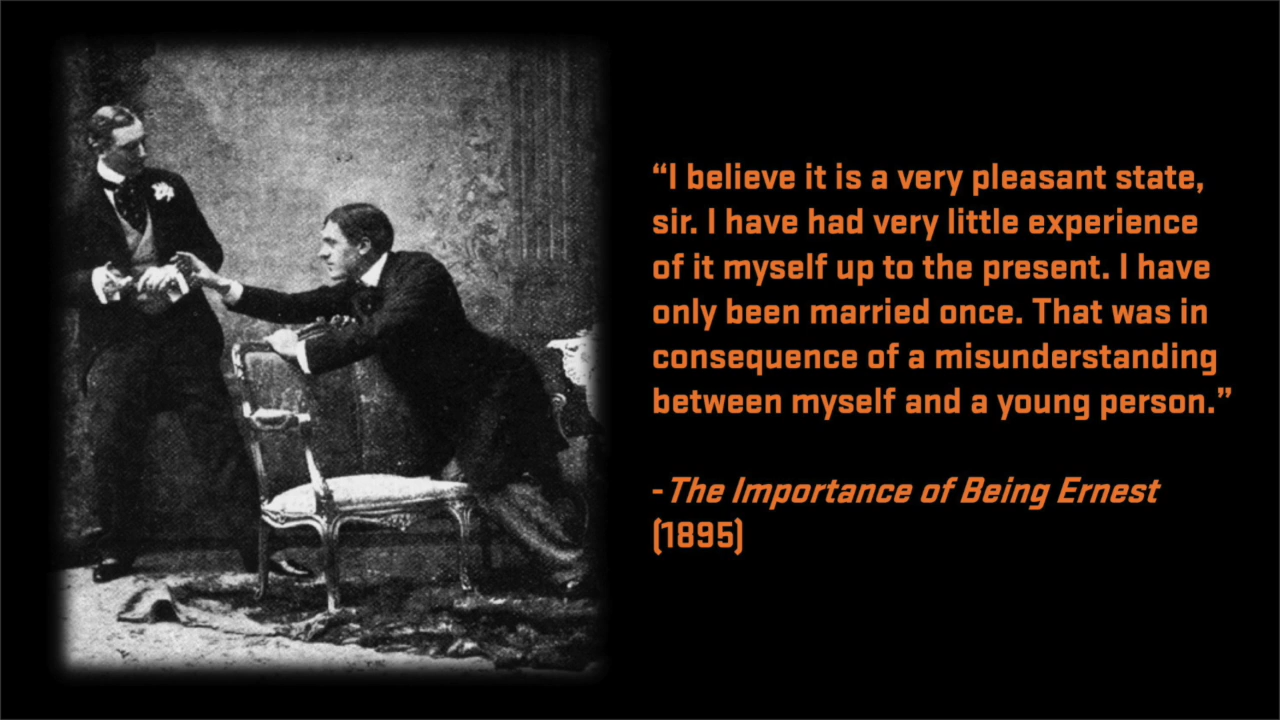 “I believe it is a very pleasant state,
sir. I have had very little experience
of it myself up to the present. I have
only been married once. That was in
consequence of a misunderstanding
between myself and a young person.”
-The Importance of Being Ernest
(1895)